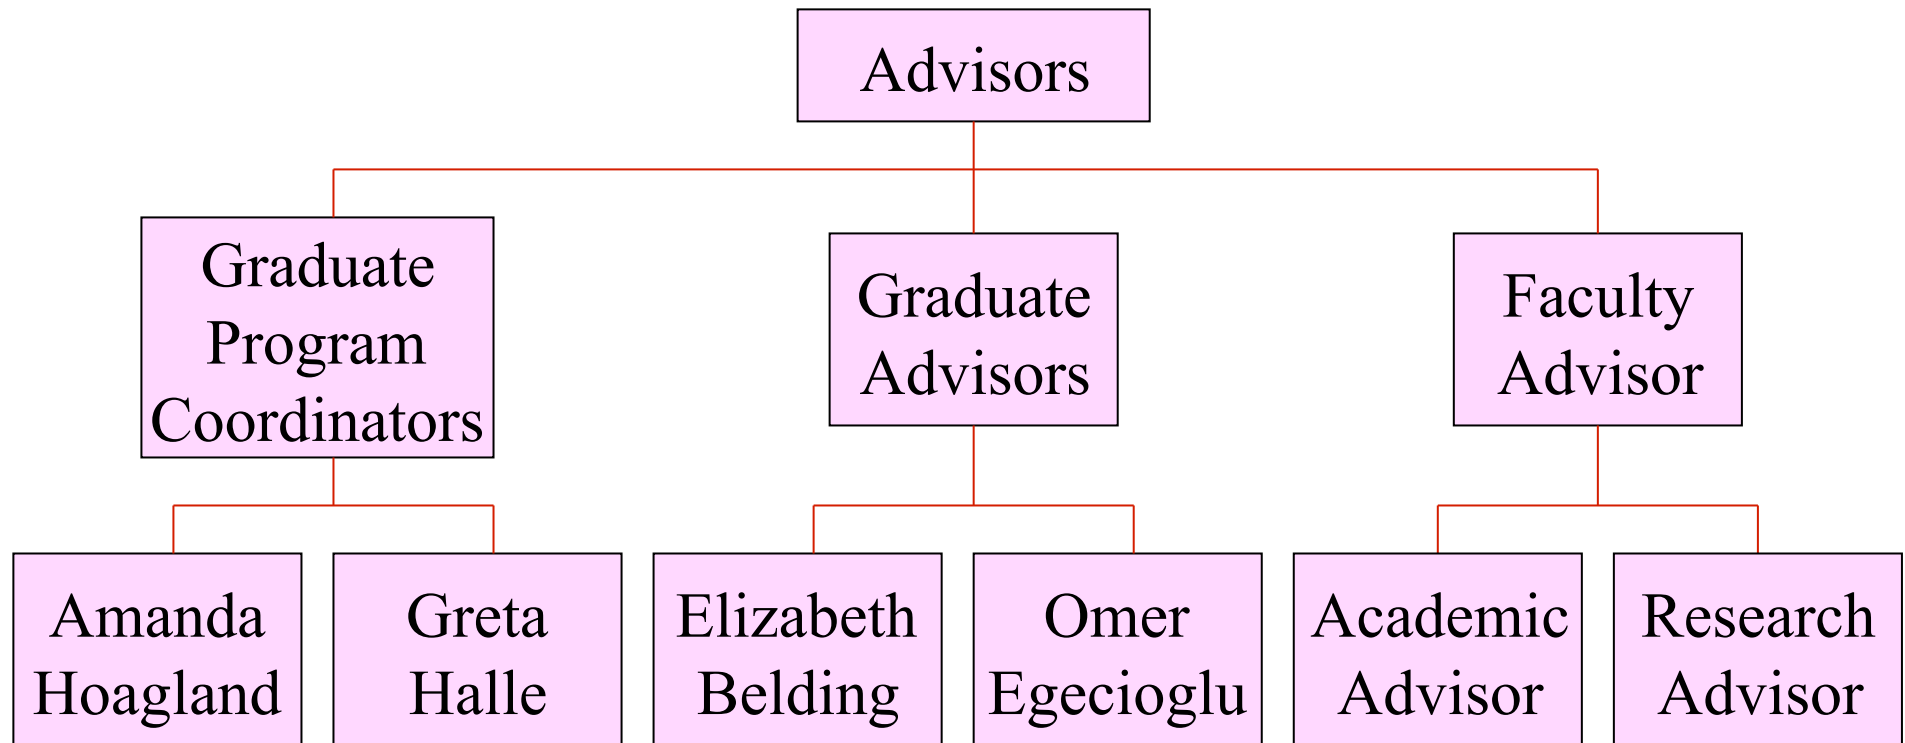 Advisors
Graduate
Program
Coordinators
Graduate
Advisors
Faculty
Advisor
Amanda
Hoagland
Greta
Halle
Elizabeth
Belding
Omer
Egecioglu
Academic
Advisor
Research
Advisor